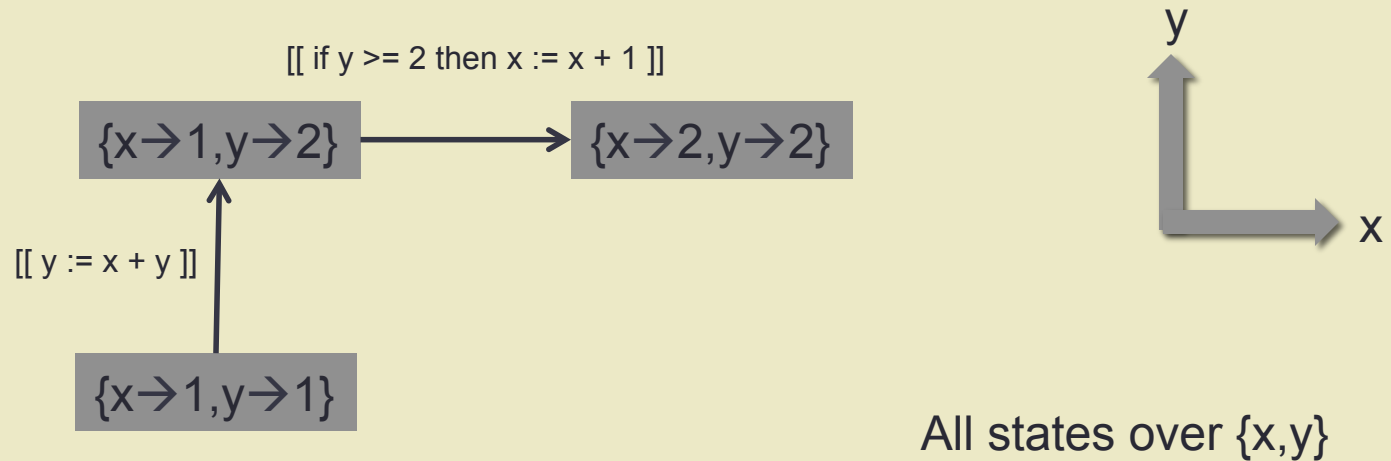 y
[[ if y >= 2 then x := x + 1 ]]
{x→1,y→2}
{x→2,y→2}
x
[[ y := x + y ]]
{x→1,y→1}
All states over {x,y}